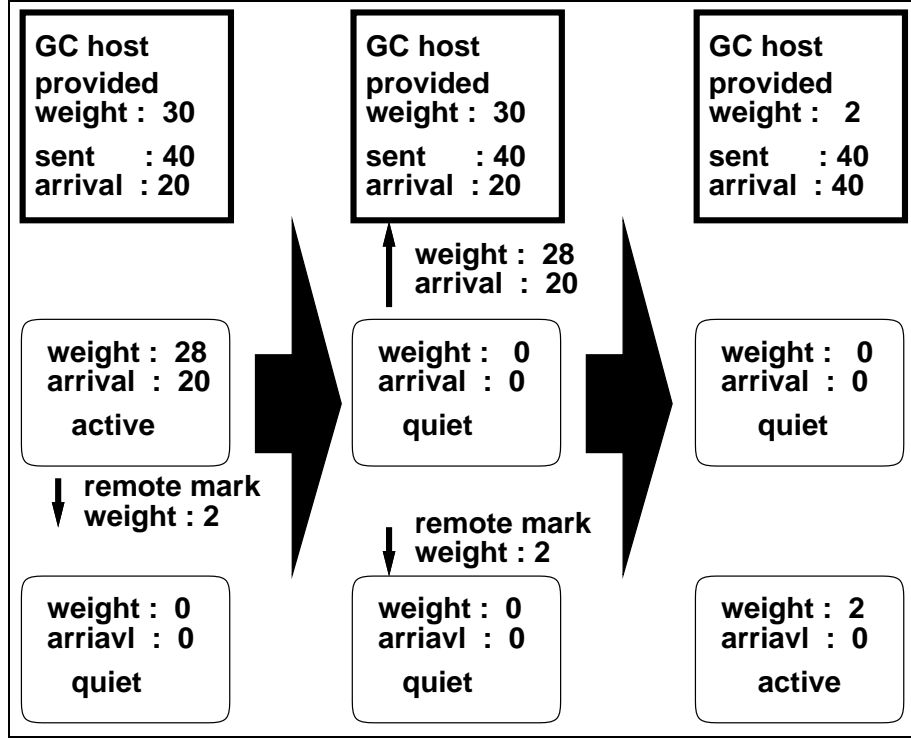 GC host
provided
weight : 30
sent : 40
arrival : 20
weight : 28
arrival : 20
active
remote mark
weight : 2
weight : 0
arriavl : 0
quiet
GC host
provided
weight : 30
sent : 40
arrival : 20
weight : 28
arrival : 20
weight : 0
arrival : 0
quiet
remote mark
weight : 2
weight : 0
arriavl : 0
quiet
GC host
provided
weight : 2
sent : 40
arrival : 40
weight : 0
arrival : 0
quiet
weight : 2
arriavl : 0
active